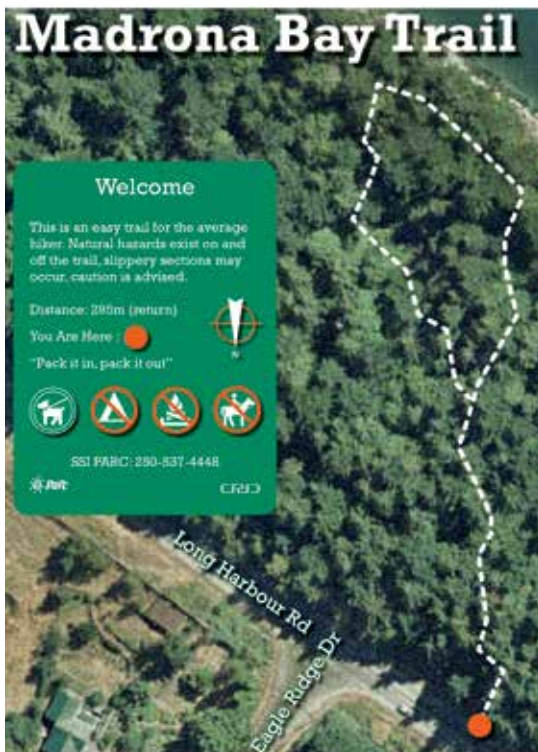 Madrona Bay Trail
Welcome
This is an easy trail for the average
hiker. Natural hazards exist on and
off the trail, slippery sections may
occur, caution is advised.
Distance: 295m (return)
You Are Here :
N
"Pack it in, pack it out"
SSI PARC: 250-537-4448
CRD
Long Harbour Rd
Eagle Ridge Dr